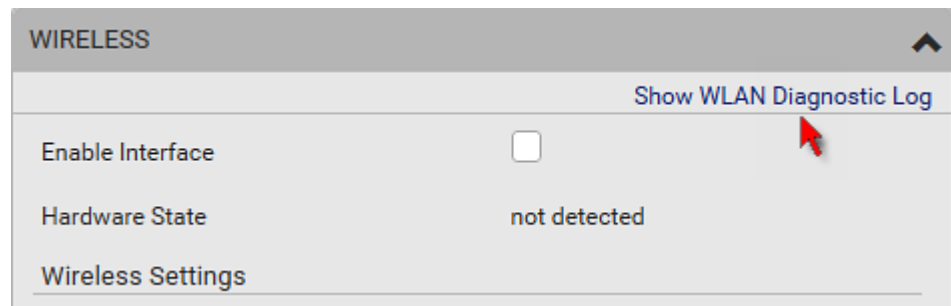 WIRELESS
Show WLAN Diagnostic Log
Enable Interface
Hardware State not detected
Wireless Settings